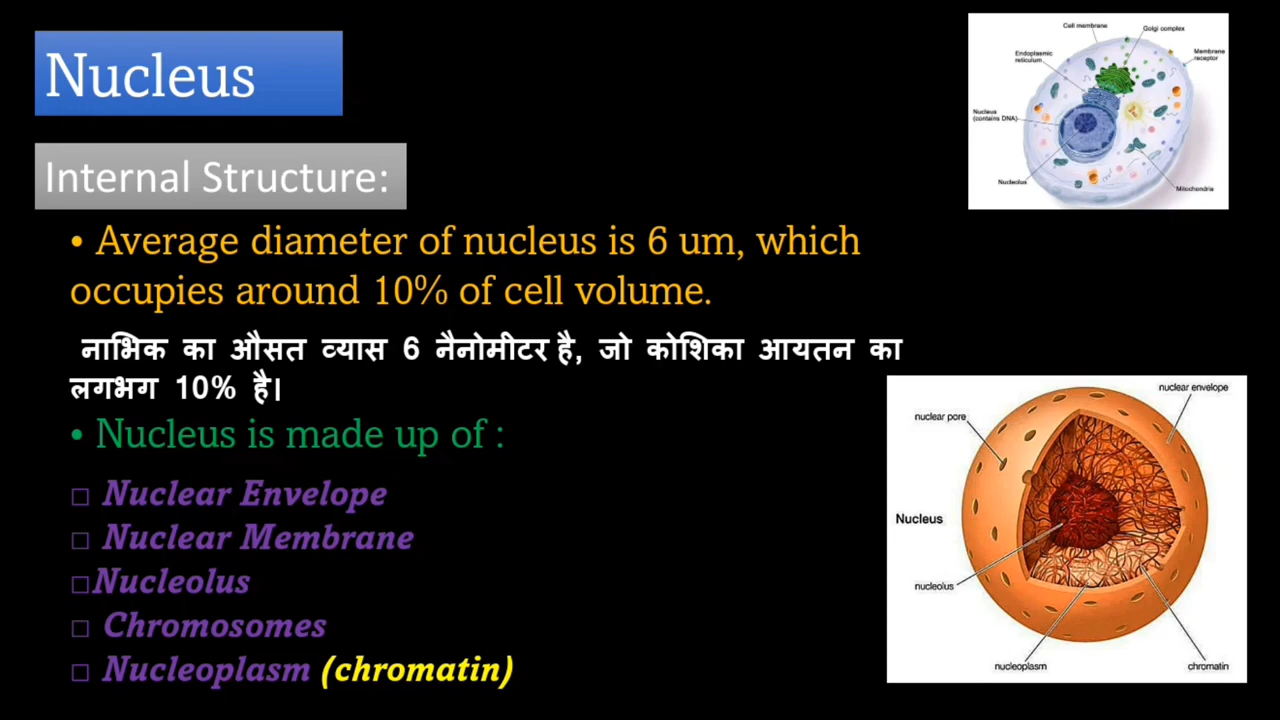 Nucleus
Internal Structure:
• Average diameter of nucleus is 6 um, which
occupies around 10% of cell volume.
नाभिक का औसत व्यास 6 नैनोमीटर है, जो कोशिका आयतन का
लगभग 10% है।
• Nucleus is made up of :
□ Nuclear Envelope
□ Nuclear Membrane
□Nucleolus
□ Chromosomes
□ Nucleoplasm (chromatin)
Cell membrane
Golgi complex
Endoplasmic
reticulum
Membrane
receptor
Nucleus
(contains DNA)
Nucleolus
Mitochondria
nuclear envelope
nuclear pore
Nucleus
nucleolus
nucleoplasm
chromatin